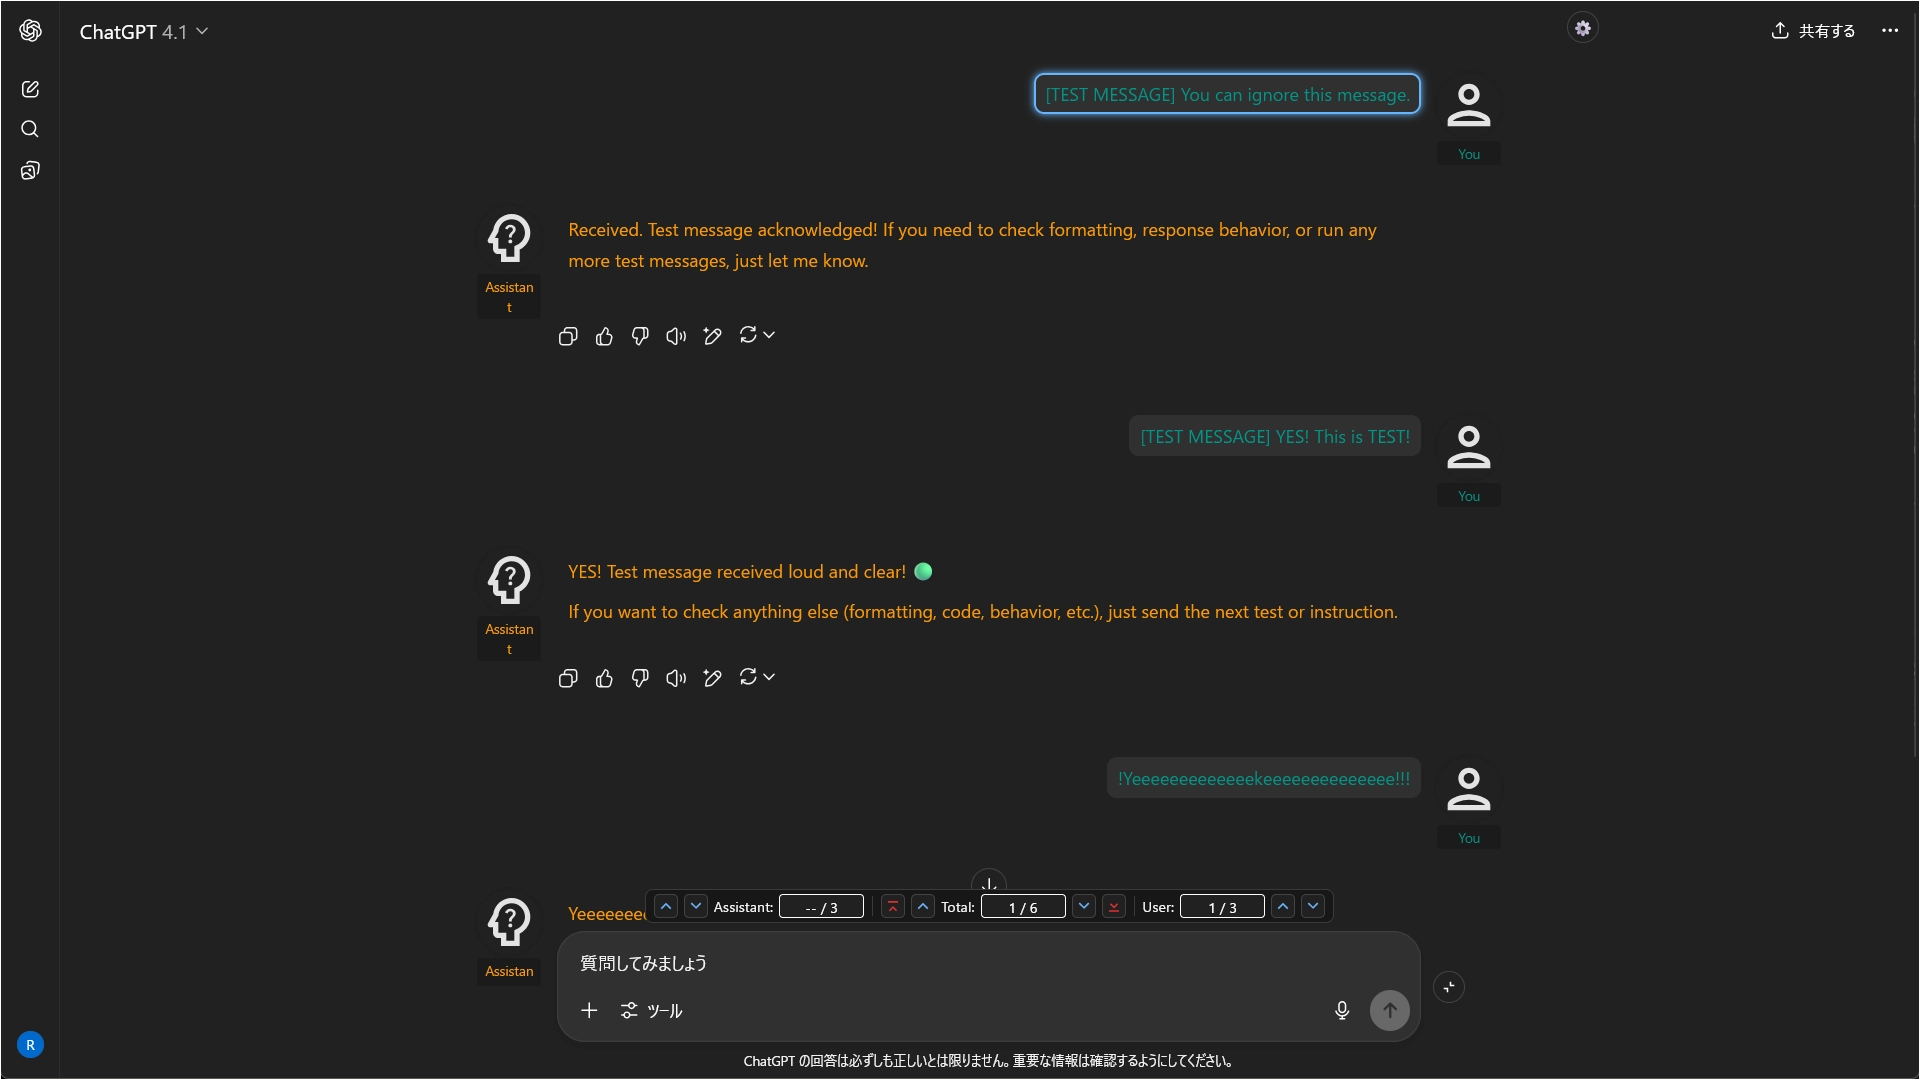 ChatGPT 4.1
共有する
[TEST MESSAGE] You can ignore this message.
You
Received. Test message acknowledged! If you need to check formatting, response behavior, or run any
more test messages, just let me know.
Assistan
t
[TEST MESSAGE] YES! This is TEST!
You
YES! Test message received loud and clear!
If you want to check anything else (formatting, code, behavior, etc.), just send the next test or instruction.
Assistan
t
!Yeeeeeeeeeeeeekeeeeeeeeeeeeee!!!
You
Assistant: -- / 3 Total: 1 / 6 User: 1 / 3
Assistan
質問してみましょう
ツール
R
ChatGPT の回答は必ずしも正しいとは限りません。重要な情報は確認するようにしてください。